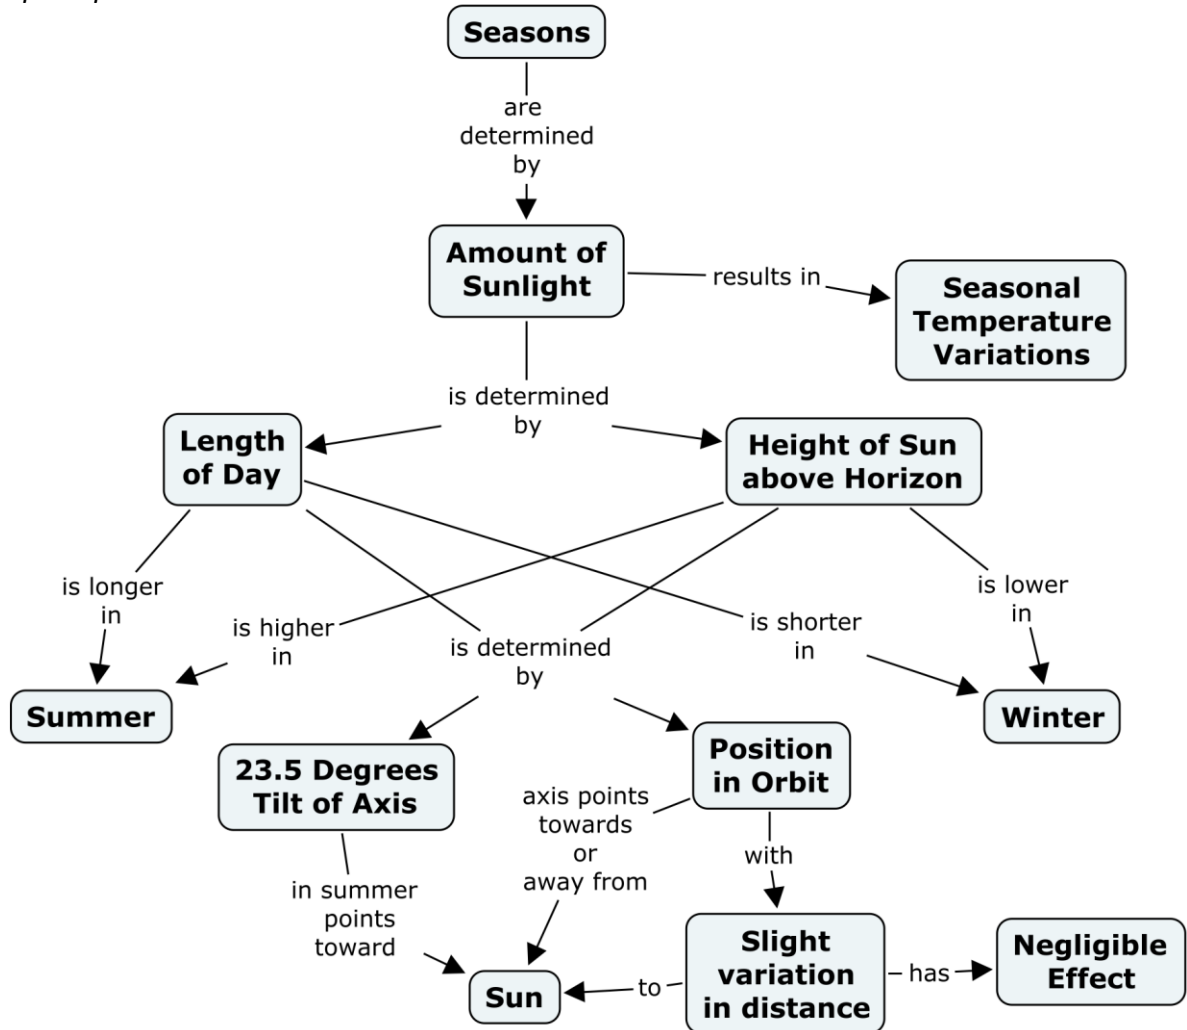 Seasons
are
determined
by
Amount of
Sunlight
results in
Seasonal
Temperature
Variations
is determined
by
Length
of Day
Height of Sun
above Horizon
is longer
in
is higher
in
is determined
by
is shorter
in
is lower
in
Summer
Winter
23.5 Degrees
Tilt of Axis
Position
in Orbit
axis points
towards
or
away from
with
in summer
points
toward
Sun
to
Slight
variation
in distance
has
Negligible
Effect